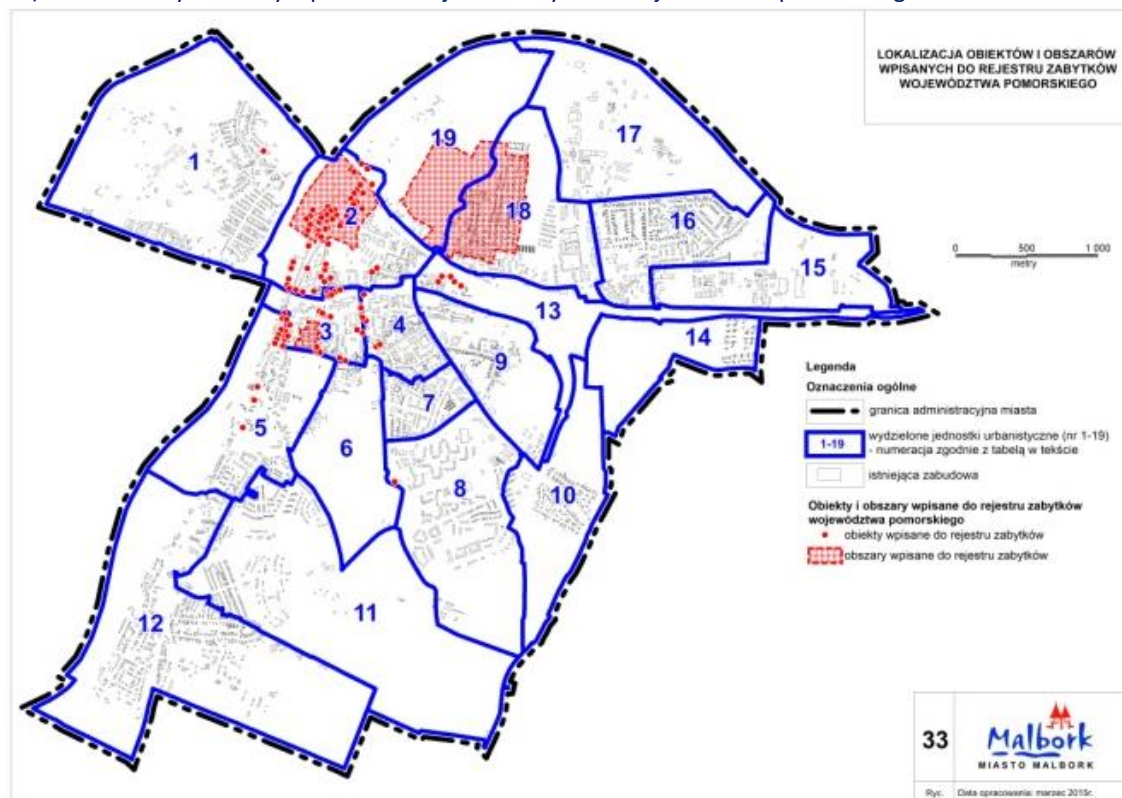 LOKALIZACJA OBIEKTÓW I OBSZARÓW
WPISANYCH DO REJESTRU ZABYTKÓW
WOJEWÓDZTWA POMORSKIEGO
17
19
1
2
18
16
15
0 500 1 000
metry
13
3
4
14
9
7
5
6
8
10
11
12
Legenda
Oznaczenia ogólne
granica administracyjna miasta
1-19
wydzielone jednostki urbanistyczne (nr 1-19)
- numeracja zgodnie z tabelą w tekście
istniejąca zabudowa
Obiekty i obszary wpisane do rejestru zabytków
województwa pomorskiego
obiekty wpisane do rejestru zabytków
obszary wpisane do rejestru zabytków
33
Malbork
MIASTO MALBORK
Ryc. Data opracowania: marzec 2015r.